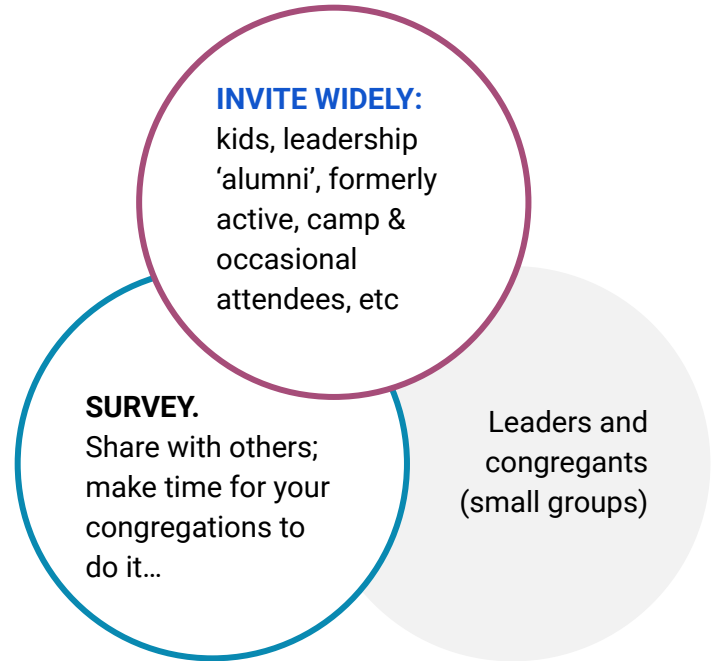 INVITE WIDELY:
kids, leadership
‘alumni’, formerly
active, camp &
occasional
attendees, etc
SURVEY.
Share with others;
make time for your
congregations to
do it…
Leaders and
congregants
(small groups)